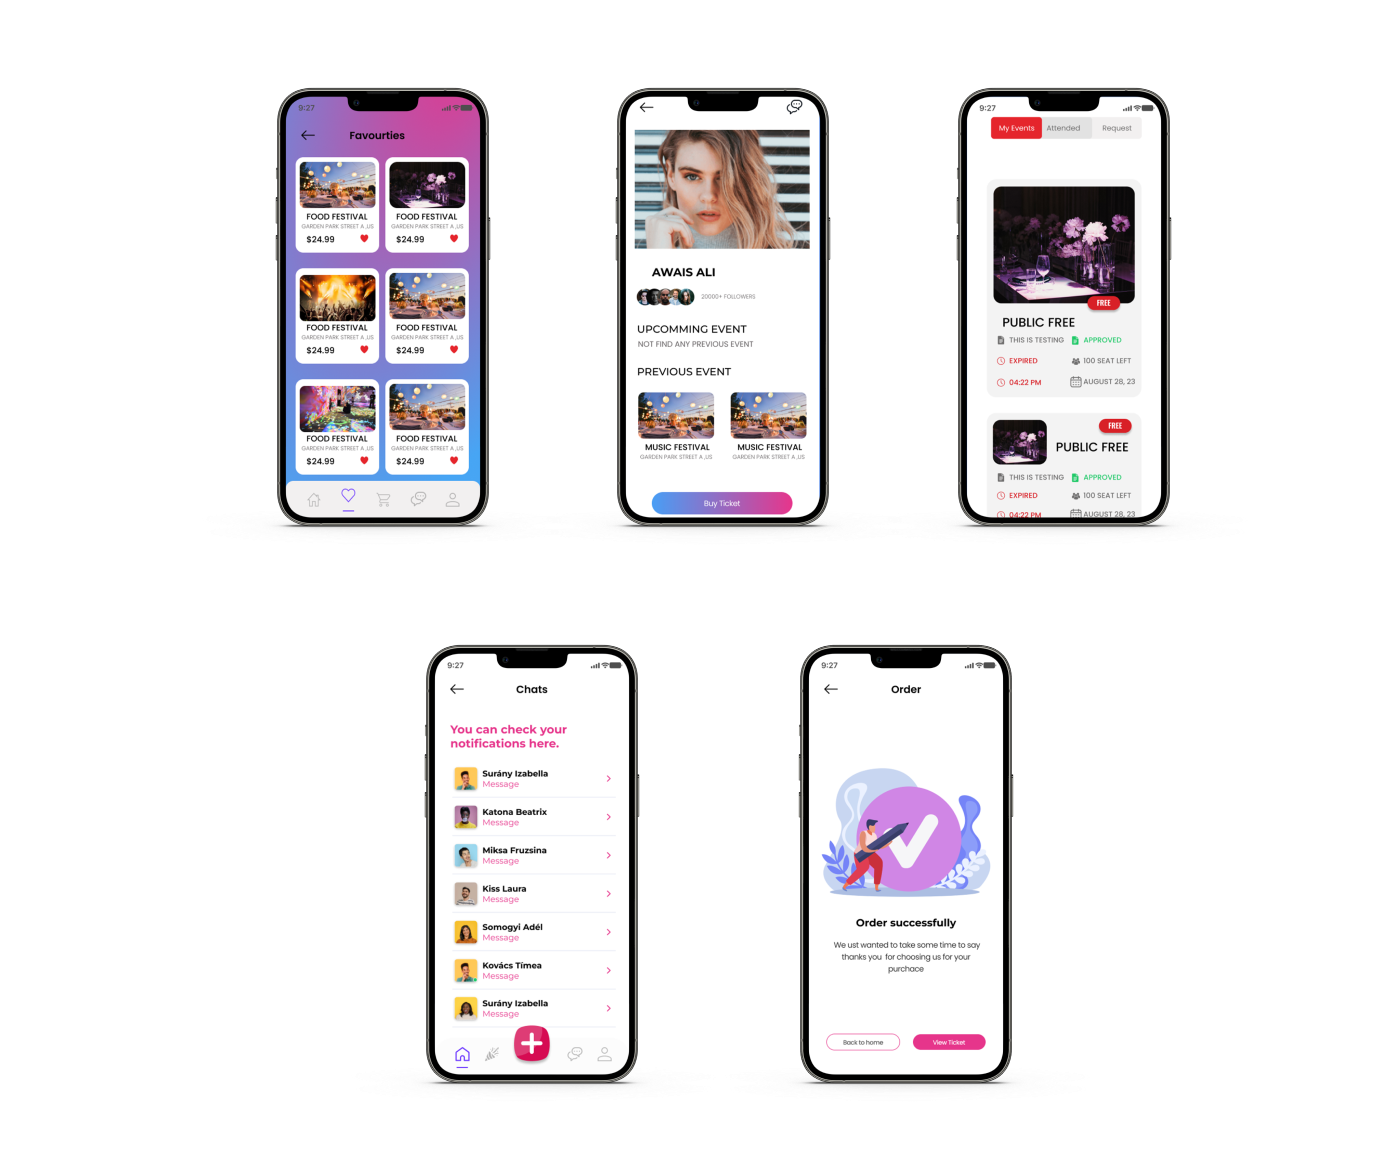 9:27
Favourties
FOOD FESTIVAL
GARDEN PARK STREET A ,US
$24.99
FOOD FESTIVAL
GARDEN PARK STREET A ,US
$24.99
FOOD FESTIVAL
GARDEN PARK STREET A ,US
$24.99
FOOD FESTIVAL
GARDEN PARK STREET A ,US
$24.99
FOOD FESTIVAL
GARDEN PARK STREET A ,US
$24.99
FOOD FESTIVAL
GARDEN PARK STREET A ,US
$24.99
AWAIS ALI
20000+ FOLLOWERS
UPCOMMING EVENT
NOT FIND ANY PREVIOUS EVENT
PREVIOUS EVENT
MUSIC FESTIVAL
GARDEN PARK STREET A ,US
MUSIC FESTIVAL
GARDEN PARK STREET A ,US
Buy Ticket
9:27
My Events Attended Request
FREE
PUBLIC FREE
THIS IS TESTING APPROVED
EXPIRED 100 SEAT LEFT
04:22 PM AUGUST 28, 23
FREE
PUBLIC FREE
THIS IS TESTING APPROVED
EXPIRED 100 SEAT LEFT
04:22 PM AUGUST 28, 23
9:27
Chats
You can check your
notifications here.
Surány Izabella
Message
Katona Beatrix
Message
Miksa Fruzsina
Message
Kiss Laura
Message
Somogyi Adél
Message
Kovács Tímea
Message
Surány Izabella
Message
9:27
Order
Order successfully
We ust wanted to take some time to say
thanks you for choosing us for your
purchace
Back to home View Ticket